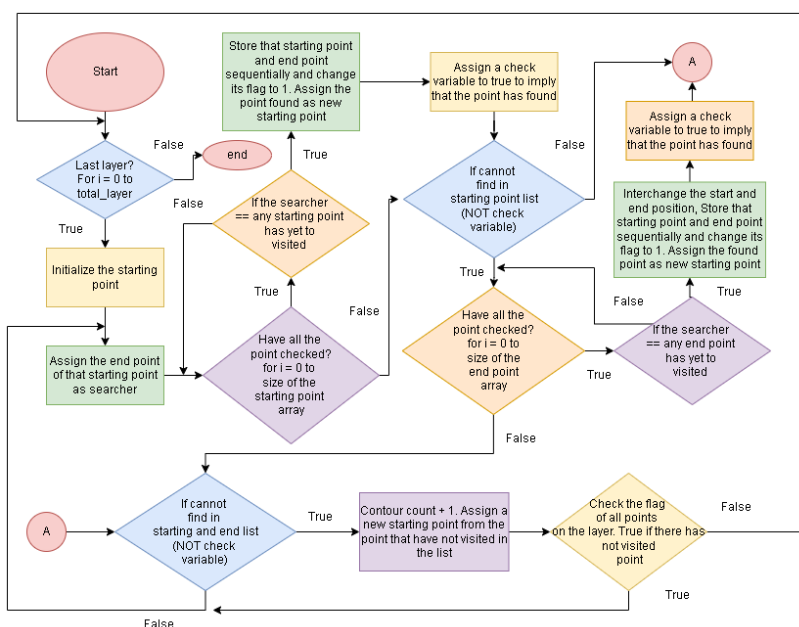 Start
Last layer?
For i = 0 to
total_layer
False
end
True
Initialize the starting
point
Assign the end point
of that starting point
as searcher
Store that starting point
and end point
sequentially and change
its flag to 1. Assign the
point found as new
starting point
True
If the searcher
== any starting point
has yet to
visited
False
True
Have all the
point checked?
for i = 0 to
size of the
starting point
array
False
Assign a check
variable to true to imply
that the point has found
If cannot
find in
starting point list
(NOT check
variable)
False
True
Have all the
point checked?
for i = 0 to
size of the
end point
array
True
False
A
Assign a check
variable to true to imply
that the point has found
Interchange the start and
end position, Store that
starting point and end point
sequentially and change its
flag to 1. Assign the found
point as new starting point
False
True
If the searcher
== any end point
has yet to
visited
A
If cannot
find in
starting and end list
(NOT check
variable)
True
False
Contour count + 1. Assign a
new starting point from the
point that have not visited in
the list
Check the flag
of all points
on the layer. True if there has
not visited
point
False
True